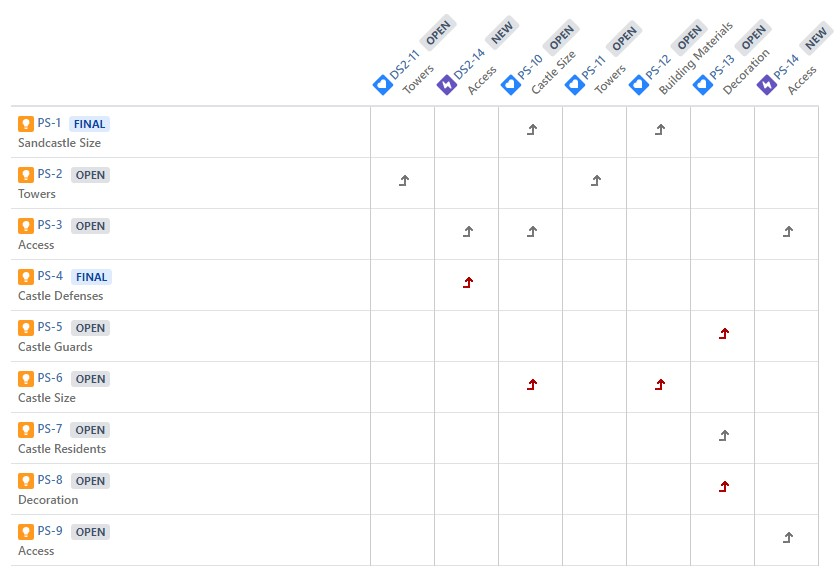 DS2-11 OPEN
Towers
DS2-14 NEW
Access
PS-10 OPEN
Castle Size
PS-11 OPEN
Towers
PS-12 OPEN
Building Materials
PS-13 OPEN
Decoration
PS-14 NEW
Access
PS-1 FINAL
Sandcastle Size
PS-2 OPEN
Towers
PS-3 OPEN
Access
PS-4 FINAL
Castle Defenses
PS-5 OPEN
Castle Guards
PS-6 OPEN
Castle Size
PS-7 OPEN
Castle Residents
PS-8 OPEN
Decoration
PS-9 OPEN
Access